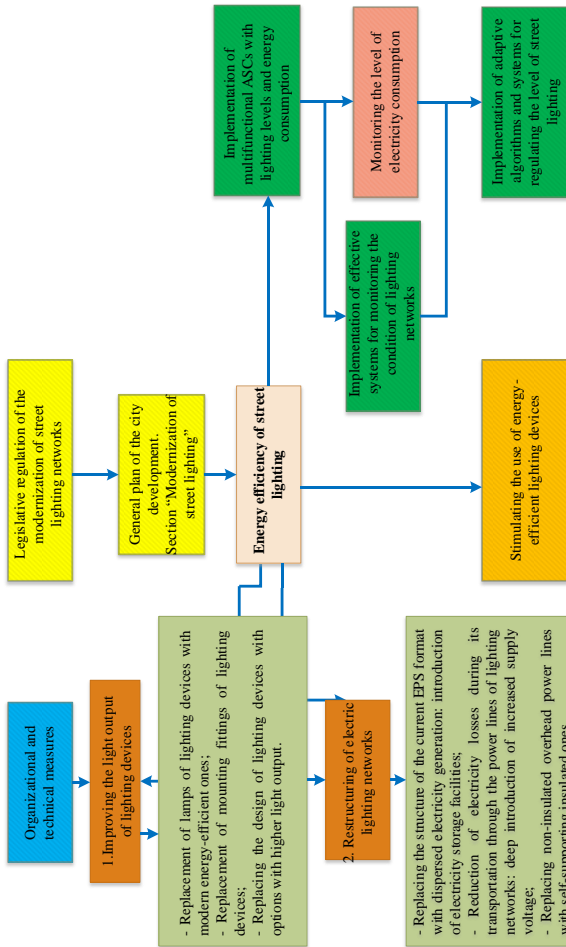 Organizational and
technical measures
1.Improving the light output
of lighting devices
- Replacement of lamps of lighting devices with
modern energy-efficient ones;
- Replacement of mounting fittings of lighting
devices;
- Replacing the design of lighting devices with
options with higher light output.
2. Restructuring of electric
lighting networks
- Replacing the structure of the current EPS format
with dispersed electricity generation: introduction
of electricity storage facilities;
- Reduction of electricity losses during its
transportation through the power lines of lighting
networks: deep introduction of increased supply
voltage;
- Replacing non-insulated overhead power lines
with self-supporting insulated ones
Legislative regulation of the
modernization of street
lighting networks
General plan of the city
development.
Section “Modernization of
street lighting”
Energy efficiency of street
lighting
Stimulating the use of energy-
efficient lighting devices
Implementation of
multifunctional ASCs with
lighting levels and energy
consumption
Implementation of effective
systems for monitoring the
condition of lighting
networks
Monitoring the level of
electricity consumption
Implementation of adaptive
algorithms and systems for
regulating the level of street
lighting